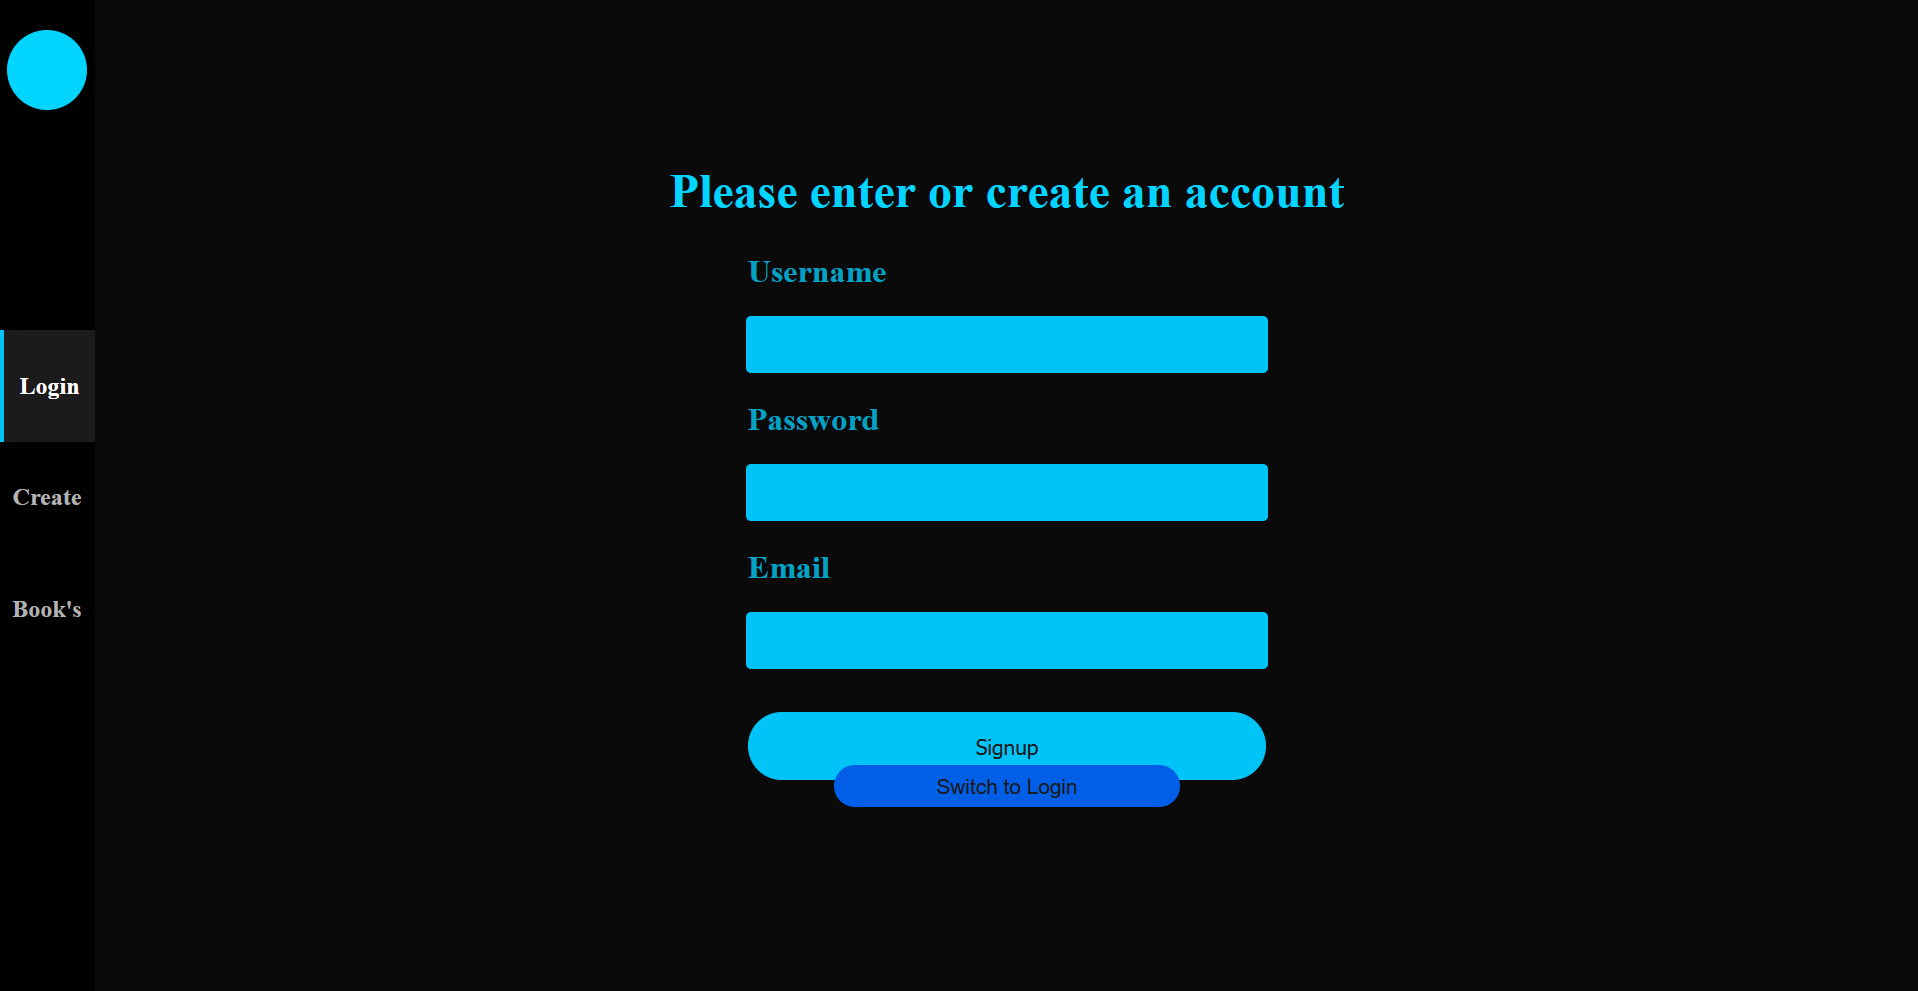 Login
Create
Book's
Please enter or create an account
Username
Password
Email
Signup
Switch to Login